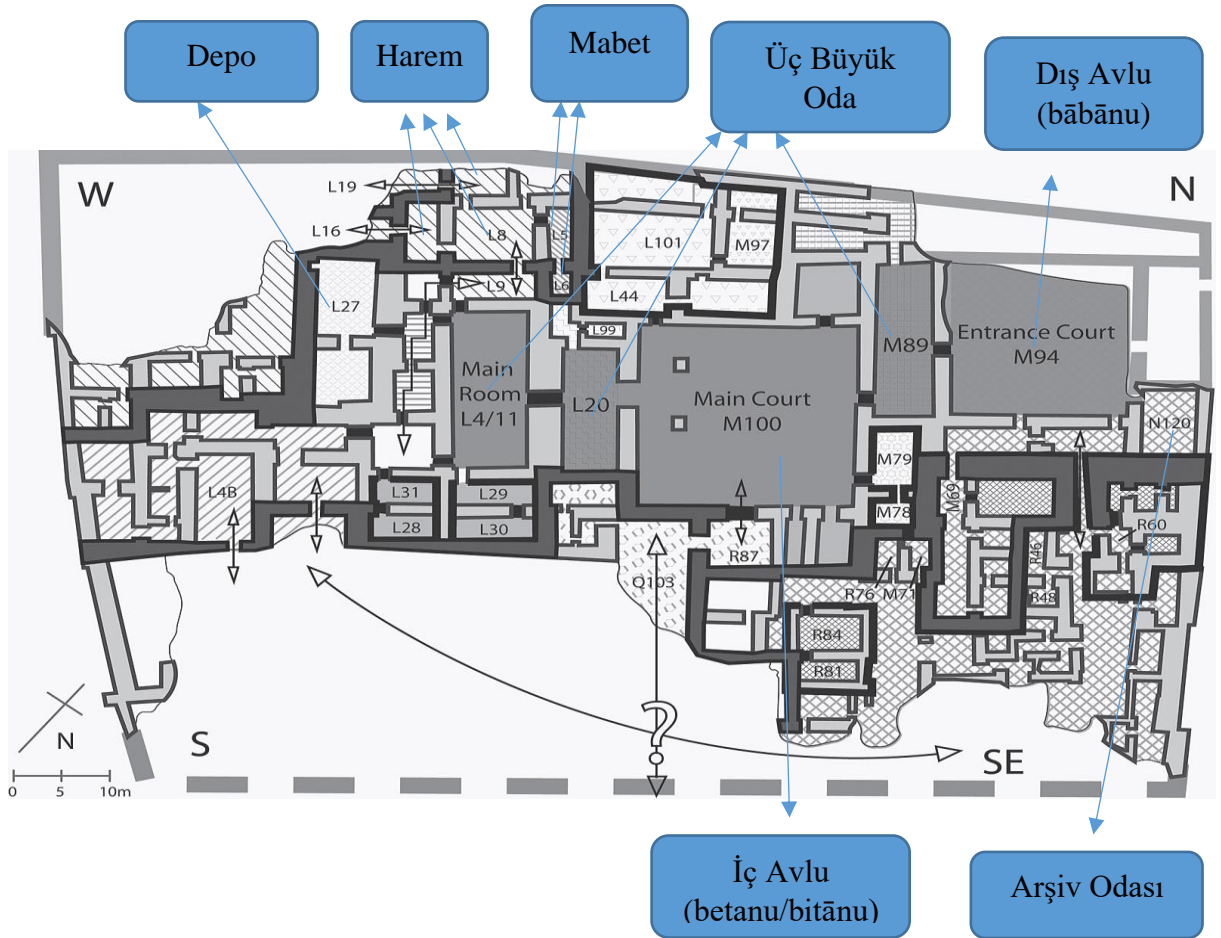 Depo
Harem
Mabet
Üç Büyük
Oda
Dış Avlu
(bābānu)
W
N
L19
L16
L8
L5
L101
M97
L27
L9
L6
L44
L99
Main
Room
L4/11
L20
Main Court
M100
M89
Entrance Court
M94
N120
M79
M78
M69
L4B
L31
L29
L28
L30
R60
R46
R87
Q103
R76
M71
R48
R84
R81
?
N
S
SE
0 5 10m
İç Avlu
(betanu/bitānu)
Arşiv Odası